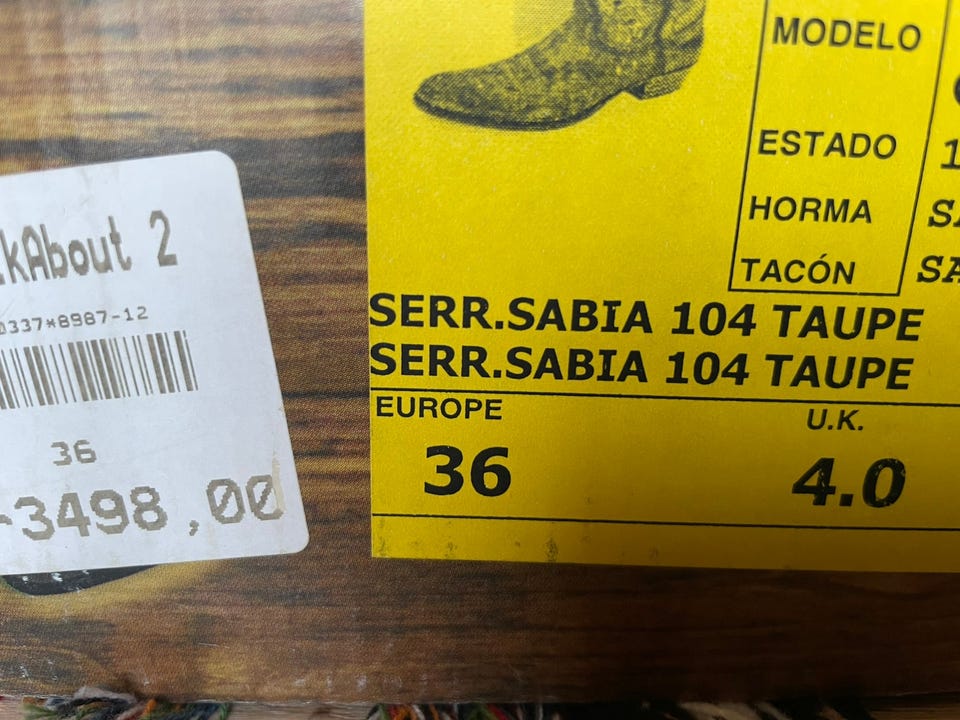 MODELO
ESTADO
HORMA
TACÓN
SERR.SABIA 104 TAUPE
SERR.SABIA 104 TAUPE
EUROPE U.K.
36 4.0
kAbout 2
337*8987-12
36
-3498,00